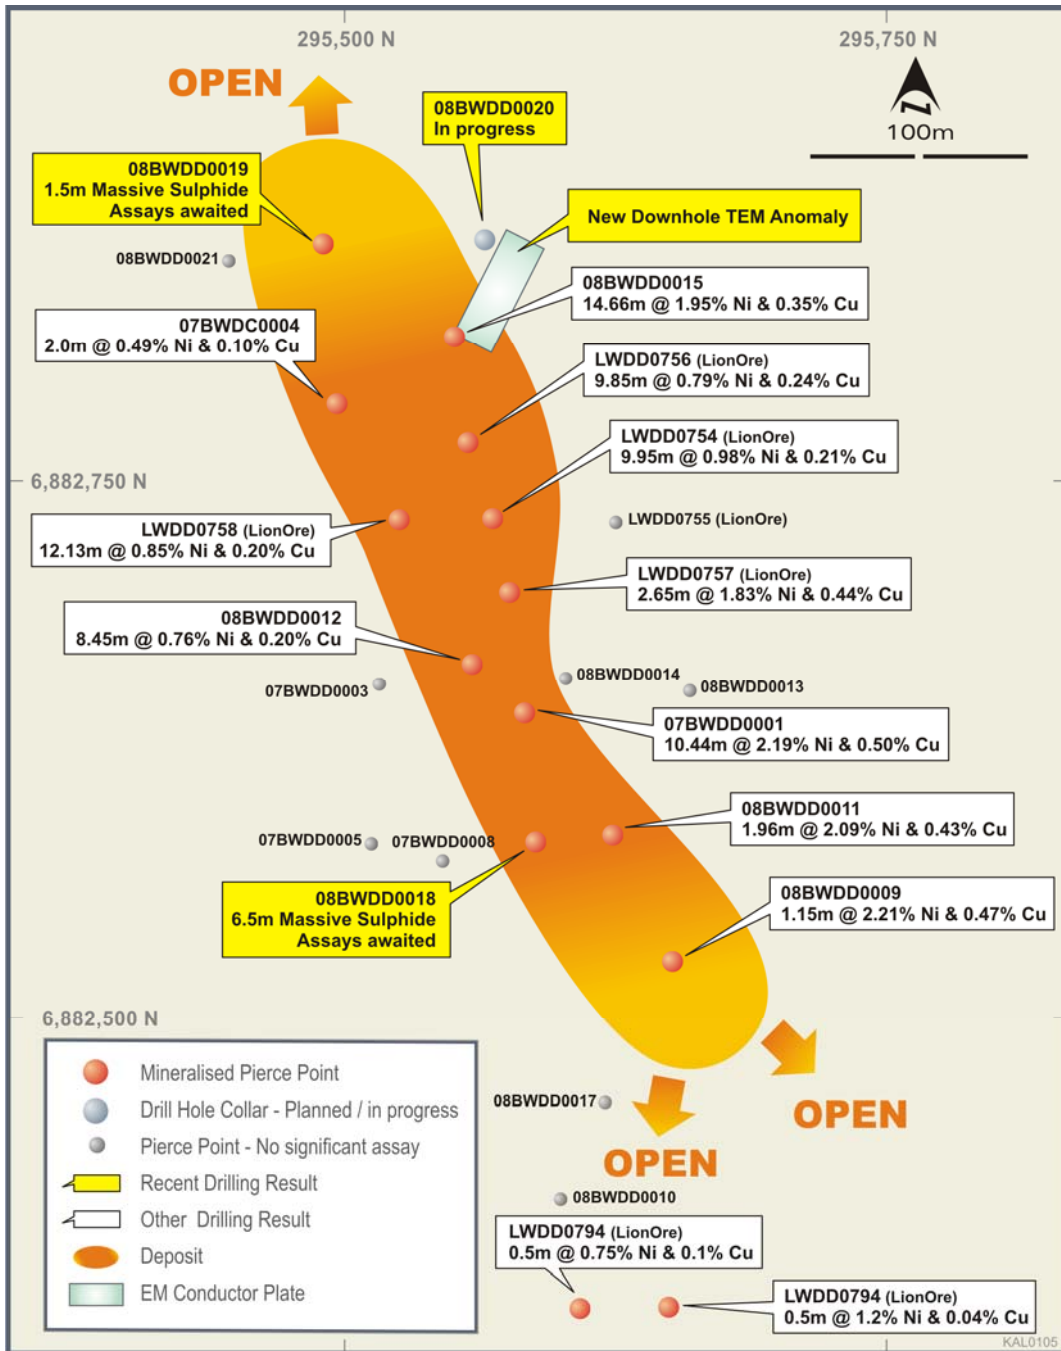 295,500 N
295,750 N
OPEN
08BWDD0020
In progress
100m
08BWDD0019
1.5m Massive Sulphide
Assays awaited
New Downhole TEM Anomaly
08BWDD0021
08BWDD0015
14.66m @ 1.95% Ni & 0.35% Cu
07BWDC0004
2.0m @ 0.49% Ni & 0.10% Cu
LWDD0756 (LionOre)
9.85m @ 0.79% Ni & 0.24% Cu
LWDD0754 (LionOre)
9.95m @ 0.98% Ni & 0.21% Cu
6,882,750 N
LWDD0758 (LionOre)
12.13m @ 0.85% Ni & 0.20% Cu
LWDD0755 (LionOre)
LWDD0757 (LionOre)
2.65m @ 1.83% Ni & 0.44% Cu
08BWDD0012
8.45m @ 0.76% Ni & 0.20% Cu
07BWDD0003
08BWDD0014
08BWDD0013
07BWDD0001
10.44m @ 2.19% Ni & 0.50% Cu
08BWDD0011
1.96m @ 2.09% Ni & 0.43% Cu
07BWDD0005
07BWDD0008
08BWDD0018
6.5m Massive Sulphide
Assays awaited
08BWDD0009
1.15m @ 2.21% Ni & 0.47% Cu
6,882,500 N
Mineralised Pierce Point
Drill Hole Collar - Planned / in progress
Pierce Point - No significant assay
Recent Drilling Result
Other Drilling Result
Deposit
EM Conductor Plate
08BWDD0017
OPEN
OPEN
08BWDD0010
LWDD0794 (LionOre)
0.5m @ 0.75% Ni & 0.1% Cu
LWDD0794 (LionOre)
0.5m @ 1.2% Ni & 0.04% Cu
KAL0105